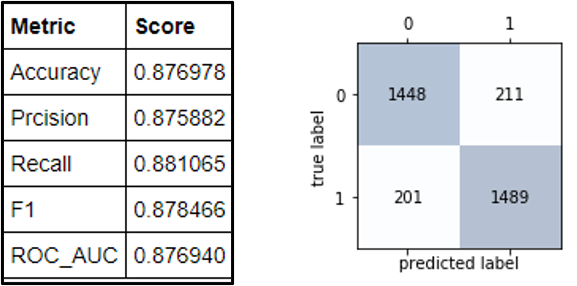 Metric Score
Accuracy 0.876978
Prcision 0.875882
Recall 0.881065
F1 0.878466
ROC_AUC 0.876940
0 1
0 1448 211
true label
1 201 1489
predicted label